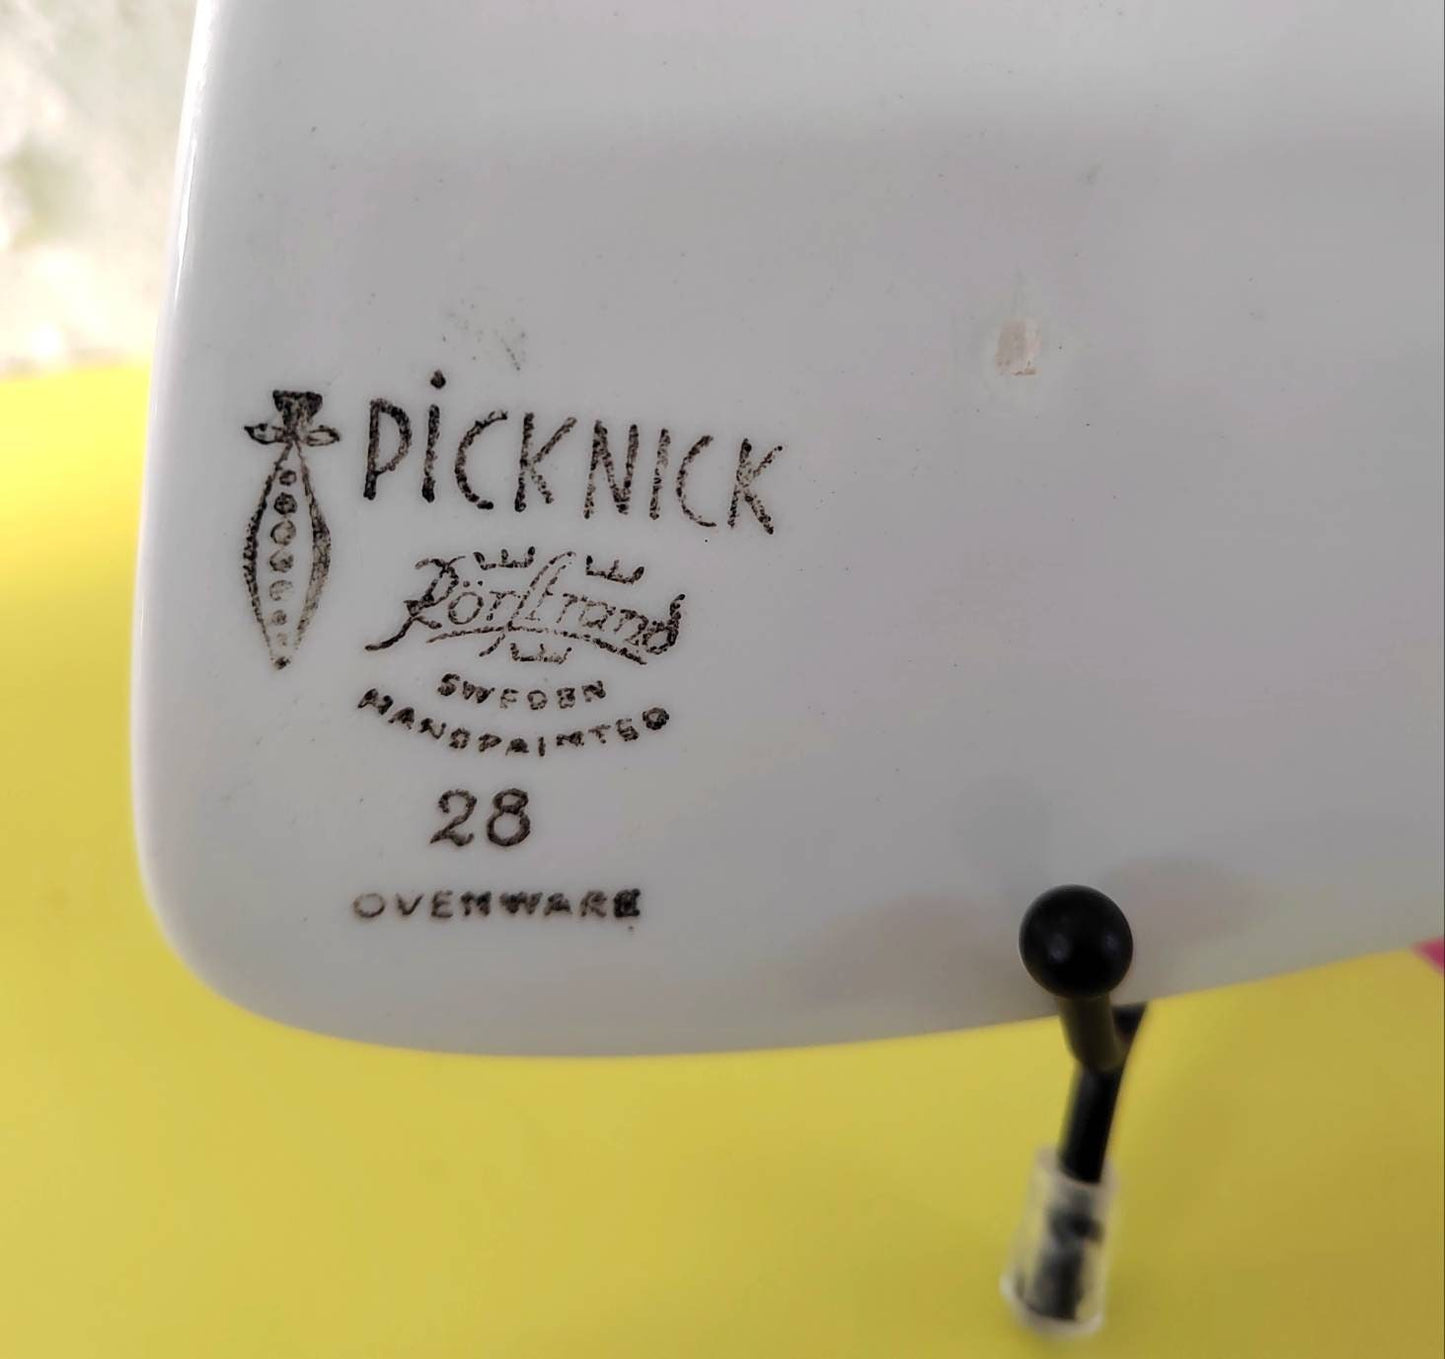 PiCKNiCK
Rörstrand
SWEDEN
HANDPAINTED
28
OVENWARE